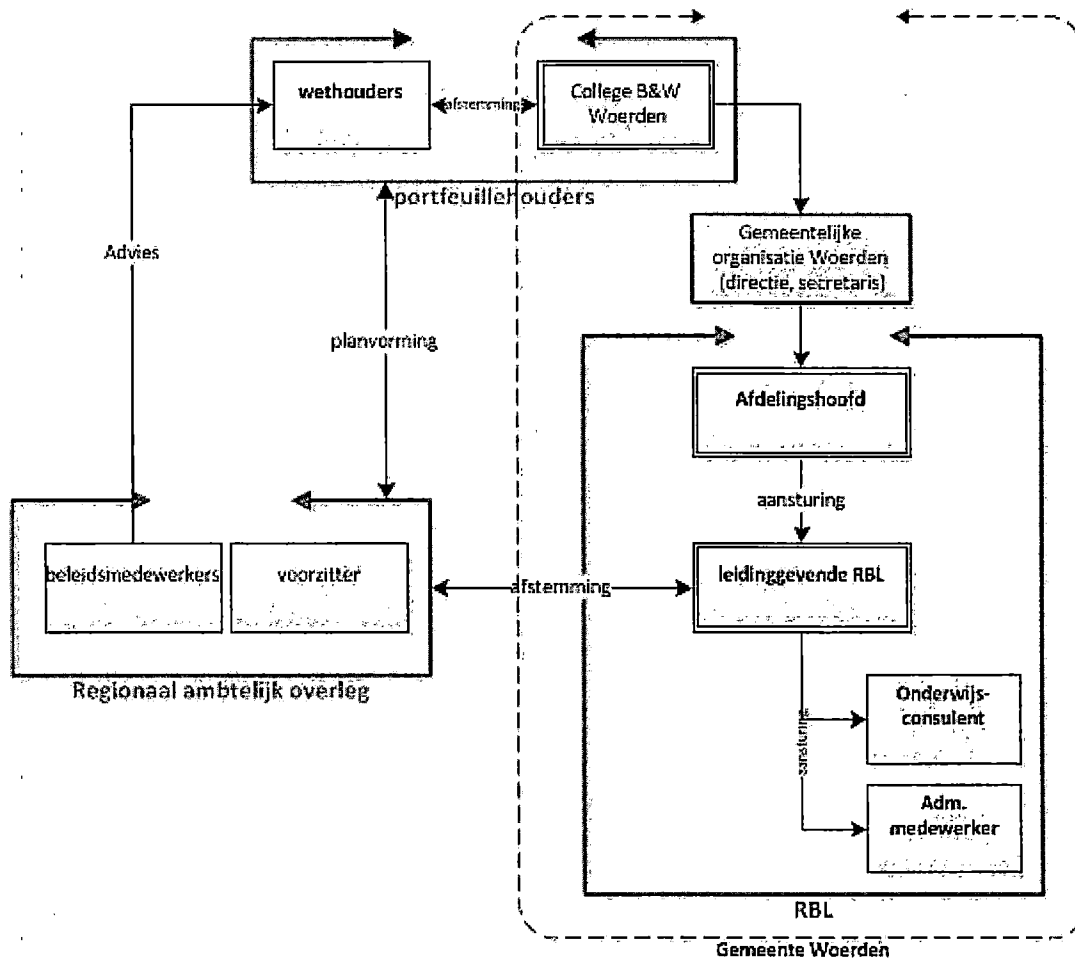 wethouders
afstemming
College B&W
Woerden
portfeuillehouders
Advies
Gemeentelijke
organisatie Woerden
(directie, secretaris)
planvorming
Afdelingshoofd
aansturing
beleidsmedewerkers
voorzitter
afstemming
leidinggevende RBL
Regionaal ambtelijk overleg
aansturing
Onderwijs-
consulent
Adm.
medewerker
RBL
Gemeente Woerden